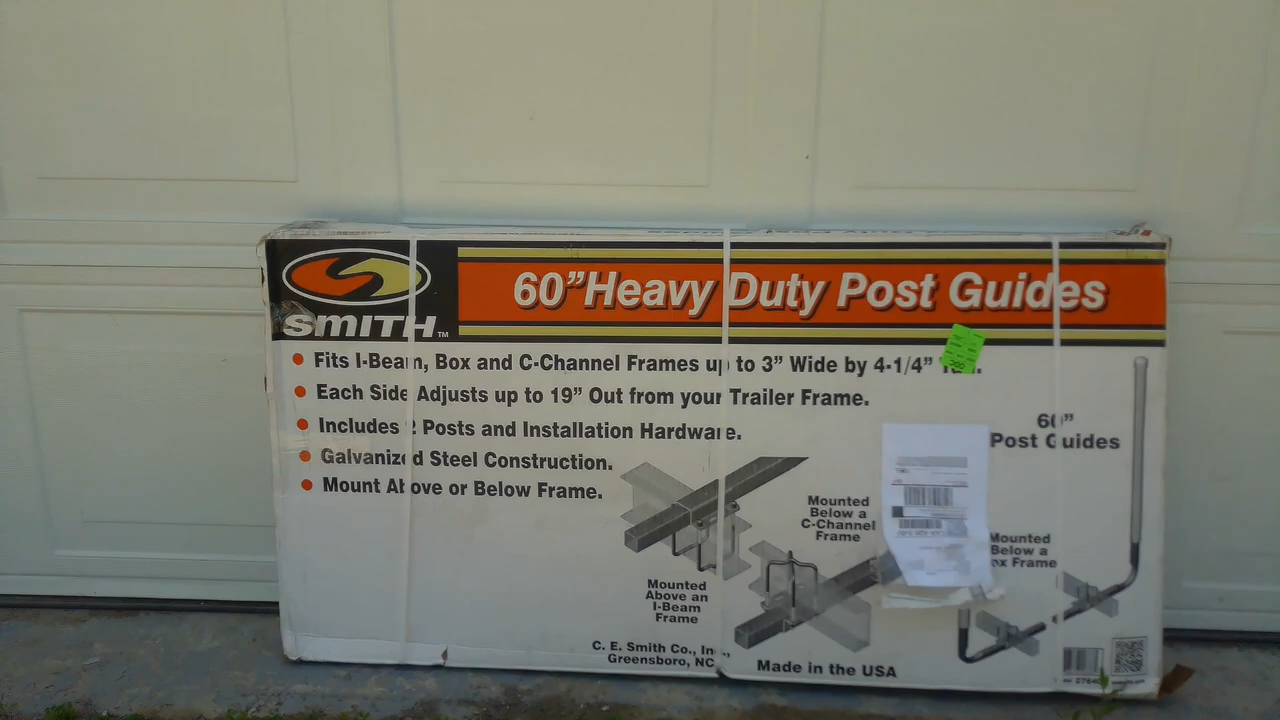 60” Heavy Duty Post Guides
SMITH™
Fits I-Beam, Box and C-Channel Frames up to 3” Wide by 4-1/4”
Each Side Adjusts up to 19” Out from your Trailer Frame.
Includes 2 Posts and Installation Hardware.
Galvanized Steel Construction.
Mount Above or Below Frame.
60”
Post Guides
Mounted
Below a
C-Channel
Frame
Mounted
Below a
Frame
Mounted
Above an
I-Beam
Frame
C. E. Smith Co.,
Greensboro, NC
Made in the USA